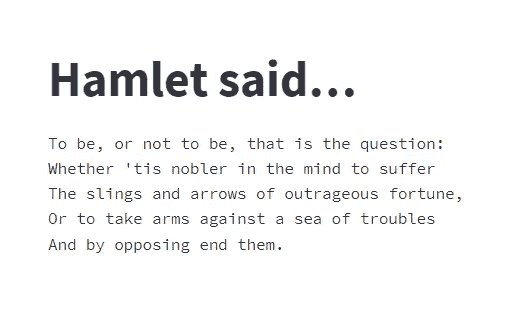 Hamlet said...
To be, or not to be, that is the question:
Whether 'tis nobler in the mind to suffer
The slings and arrows of outrageous fortune,
Or to take arms against a sea of troubles
And by opposing end them.